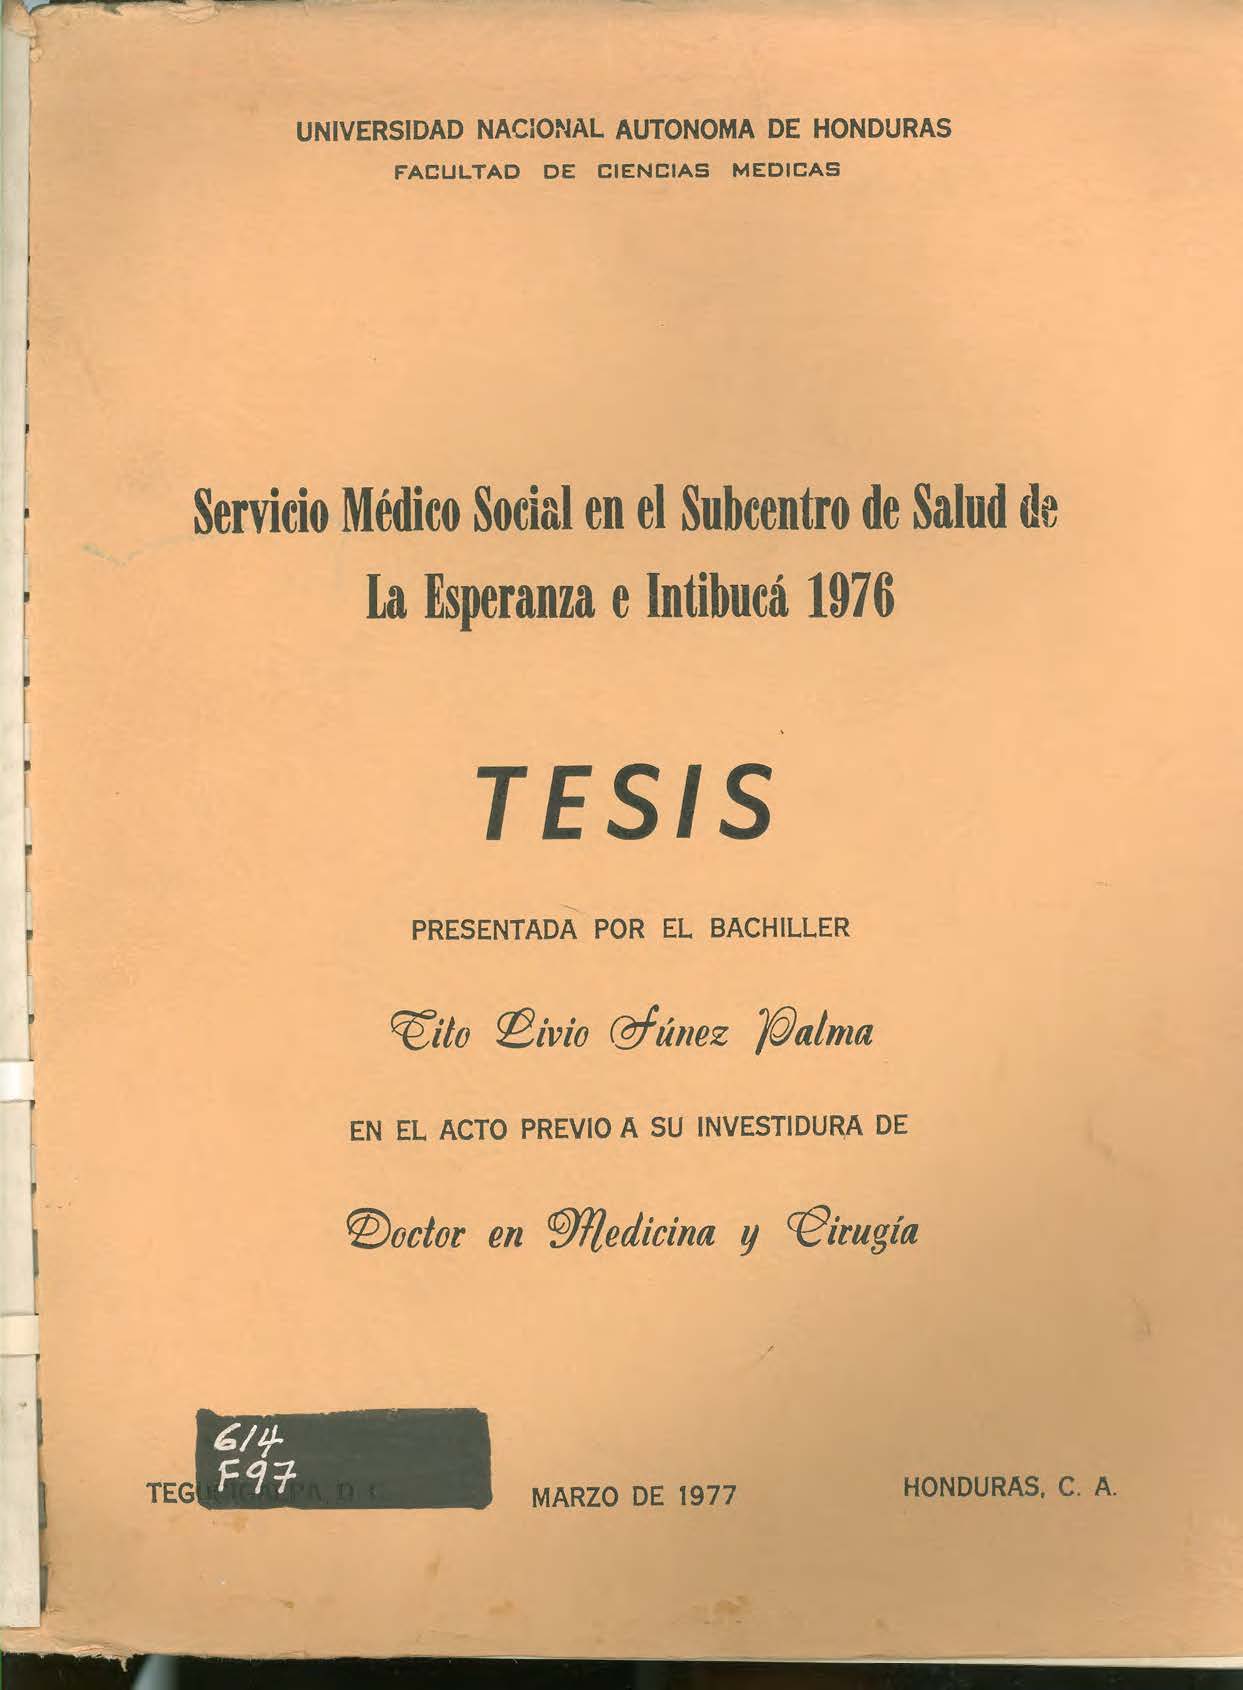 UNIVERSIDAD NACIONAL AUTONOMA DE HONDURAS
FACULTAD DE CIENCIAS MEDICAS
Servicio Médico Social en el Subcentro de Salud de
La Esperanza e Intibucá 1976
TESIS
PRESENTADA POR EL BACHILLER
Tito Livio Fúnez Palma
EN EL ACTO PREVIO A SU INVESTIDURA DE
Doctor en Medicina y Cirugía
614
F97
TEGUCIGALPA, D. C. MARZO DE 1977 HONDURAS, C. A.